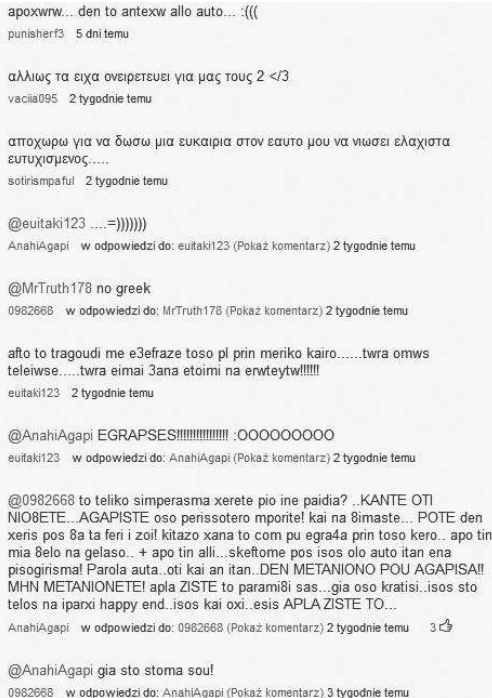 apoxwrw... den to antexw allo auto... :(((
punisherf3 5 dni temu
αλλιως τα ειχα ονειρετευει για μας τους 2 </3
vaciia095 2 tygodnie temu
αποχωρω για να δωσω μια ευκαιρια στον εαυτο μου να νιωσει ελαχιστα
ευτυχισμενος.....
sotirismpaful 2 tygodnie temu
@euitaki123 ....=)))))))
AnahiAgapi w odpowiedzi do: euitaki123 (Pokaż komentarz) 2 tygodnie temu
@MrTruth178 no greek
0982668 w odpowiedzi do: MrTruth178 (Pokaż komentarz) 2 tygodnie temu
afto to tragoudi me e3efraze toso pl prin meriko kairo......twra omws
teleiwse.....twra eimai 3ana etoimi na erwteytw!!!!!!
euitaki123 2 tygodnie temu
@AnahiAgapi EGRAPSES!!!!!!!!!!!!!!!! :OOOOOOOOO
euitaki123 w odpowiedzi do: AnahiAgapi (Pokaż komentarz) 2 tygodnie temu
@0982668 to teliko simperasma xerete pio ine paidia? ..KANTE OTI
NIO8ETE...AGAPISTE oso perissotero mporite! kai na 8imaste... POTE den
xeris pos 8a ta feri i zoi! kitazo xana to com pu egra4a prin toso kero.. apo tin
mia 8elo na gelaso.. + apo tin alli...skeftome pos isos olo auto itan ena
pisogirisma! Parola auta..oti kai an itan..DEN METANIONO POU AGAPISA!!
MHN METANIONETE! apla ZISTE to parami8i sas...gia oso kratisi..isos sto
telos na iparxi happy end..isos kai oxi..esis APLA ZISTE TO...
AnahiAgapi w odpowiedzi do: 0982668 (Pokaż komentarz) 2 tygodnie temu 3
@AnahiAgapi gia sto stoma sou!
0982668 w odpowiedzi do: AnahiAgapi (Pokaż komentarz) 3 tygodnie temu